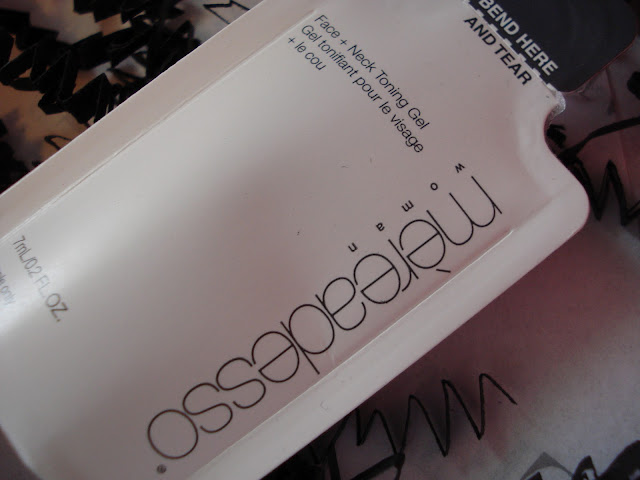 BEND HERE
AND TEAR
Face + Neck Toning Gel
Gel tonifiant pour le visage
+ le cou
woman
mèreadesso®
7mL/0.2 FL.OZ.
only